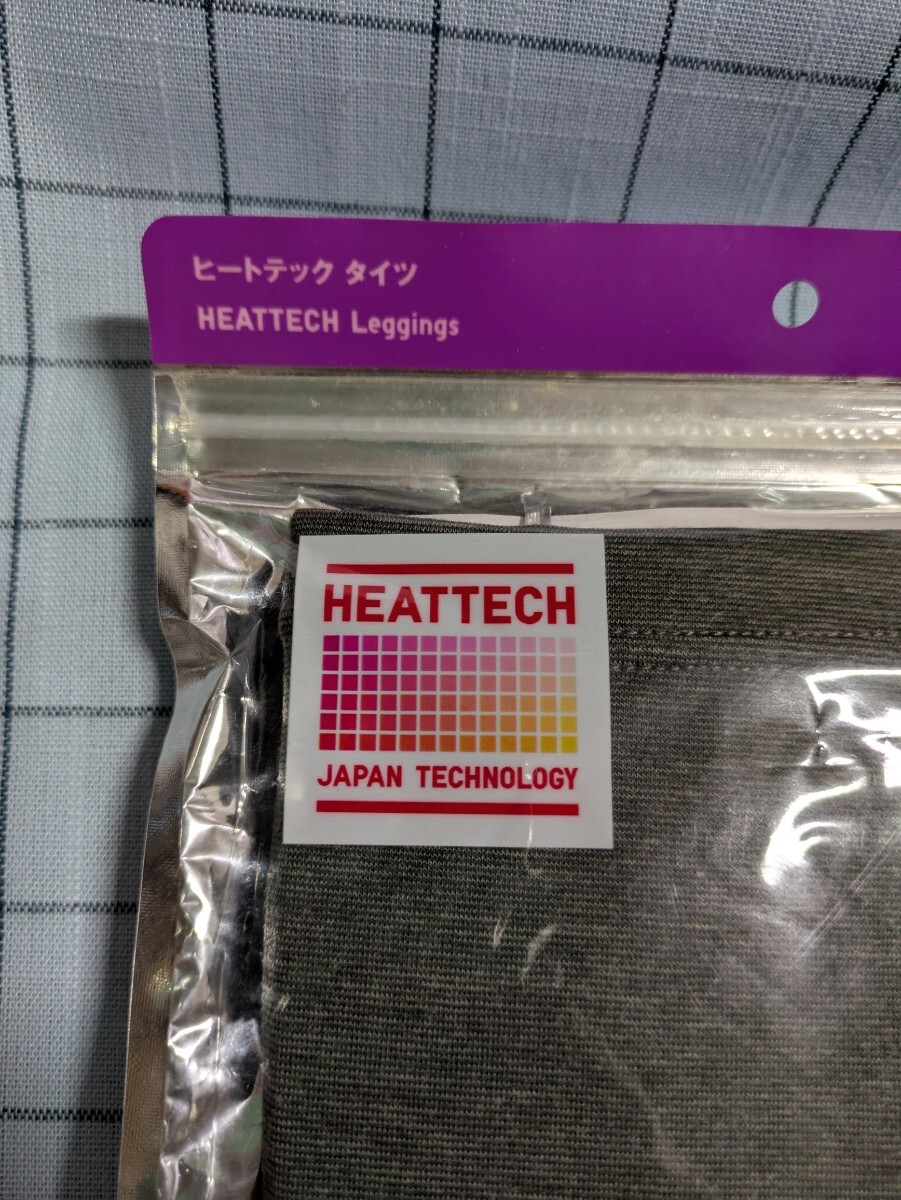 ヒートテック タイツ
HEATTECH Leggings
HEATTECH
JAPAN TECHNOLOGY